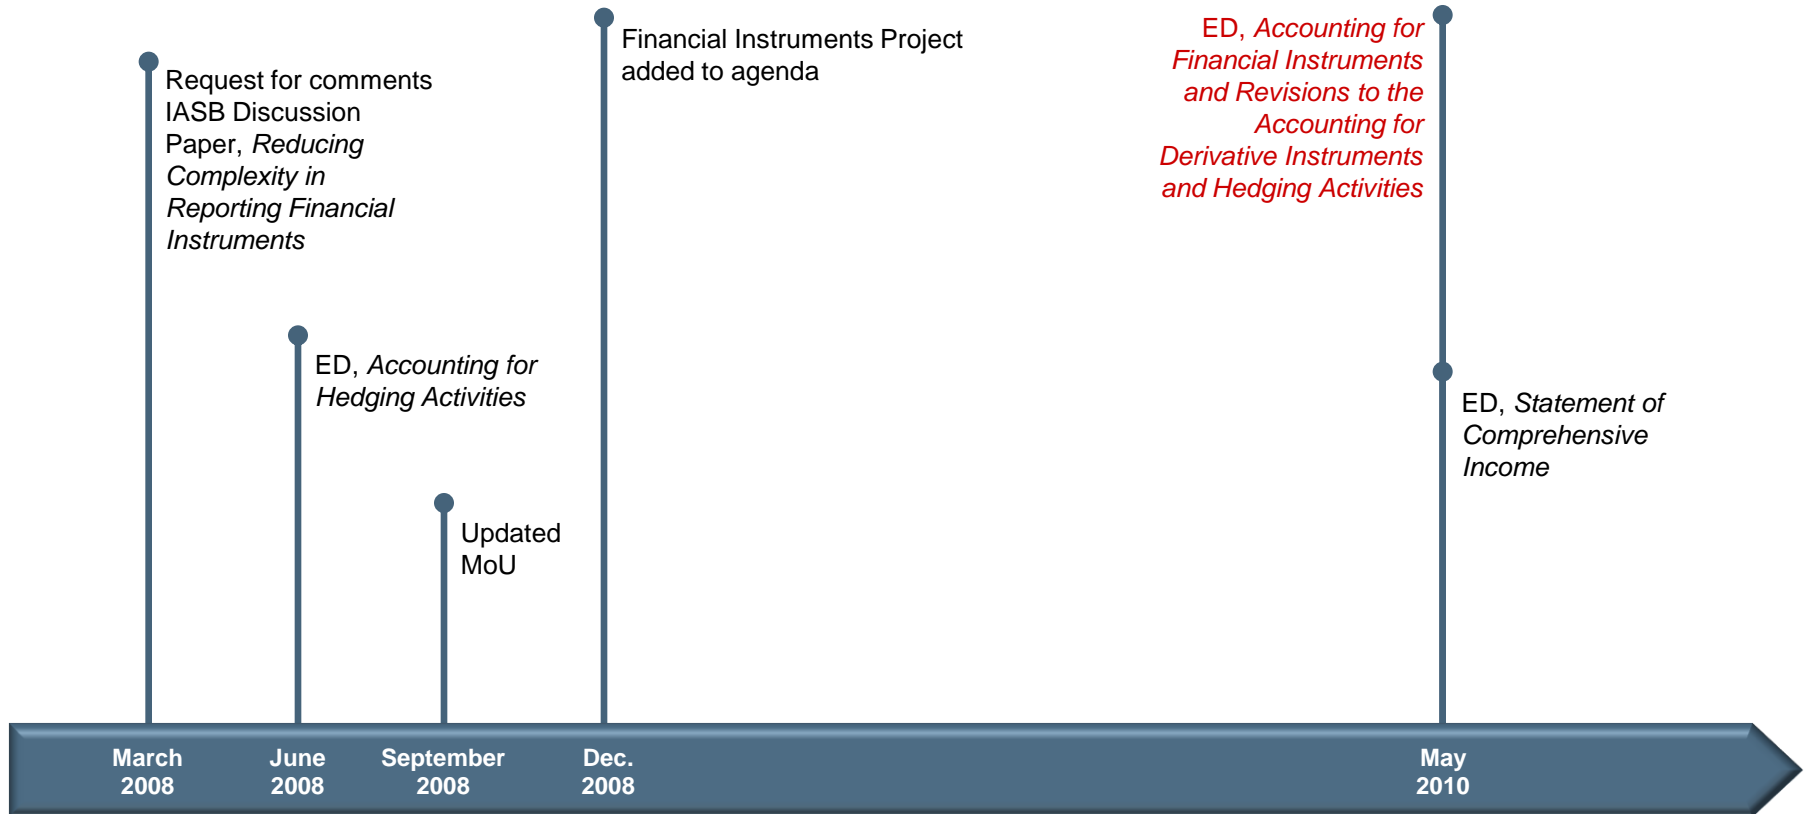 Request for comments
IASB Discussion
Paper, Reducing
Complexity in
Reporting Financial
Instruments
ED, Accounting for
Hedging Activities
Updated
MoU
Financial Instruments Project
added to agenda
ED, Accounting for
Financial Instruments
and Revisions to the
Accounting for
Derivative Instruments
and Hedging Activities
ED, Statement of
Comprehensive
Income
March
2008
June
2008
September
2008
Dec.
2008
May
2010